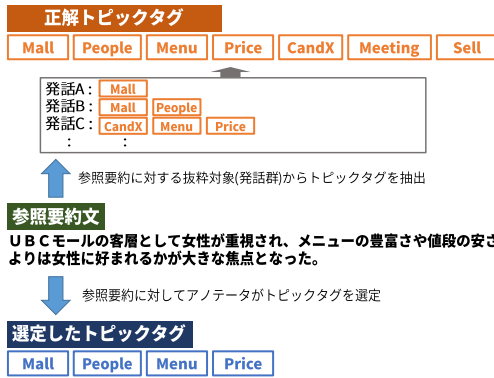 正解トピックタグ
Mall People Menu Price CandX Meeting Sell
発話A : Mall
発話B : Mall People
発話C : CandX Menu Price
: :
参照要約に対する抜粋対象(発話群)からトピックタグを抽出
参照要約文
ＵＢＣモールの客層として女性が重視され、メニューの豊富さや値段の安さ
よりは女性に好まれるかが大きな焦点となった。
参照要約に対してアノテータがトピックタグを選定
選定したトピックタグ
Mall People Menu Price